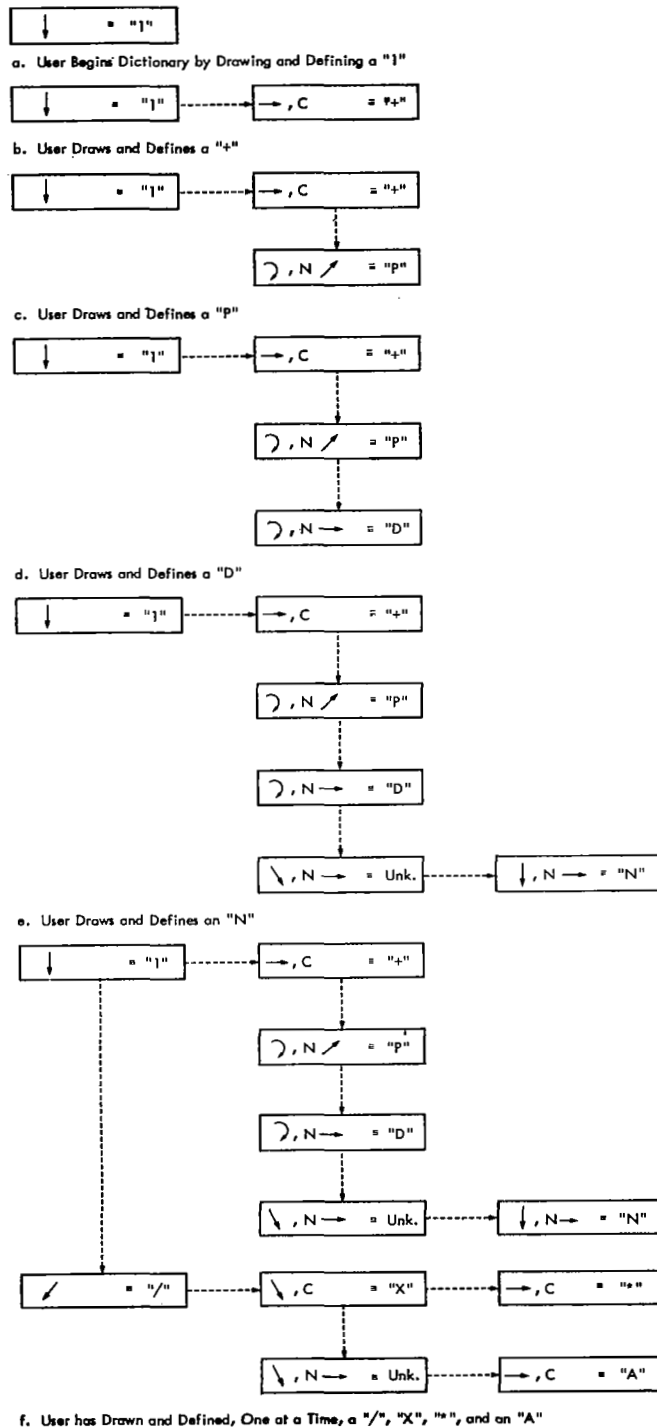 ↓ = "1"
a. User Begins Dictionary by Drawing and Defining a "1"
↓ = "1" → , C = "+"
b. User Draws and Defines a "+"
↓ = "1" → , C = "+"
⊃ , N ↗ = "P"
c. User Draws and Defines a "P"
↓ = "1" → , C = "+"
⊃ , N ↗ = "P"
⊃ , N → = "D"
d. User Draws and Defines a "D"
↓ = "1" → , C = "+"
⊃ , N ↗ = "P"
⊃ , N → = "D"
↘ , N → = Unk. ↓ , N → = "N"
e. User Draws and Defines an "N"
↓ = "1" → , C = "+"
⊃ , N ↗ = "P"
⊃ , N → = "D"
↘ , N → = Unk. ↓ , N → = "N"
↙ = "/" ↘ , C = "X" → , C = "*"
↘ , N → = Unk. → , C = "A"
f. User has Drawn and Defined, One at a Time, a "/", "X", "*", and an "A"